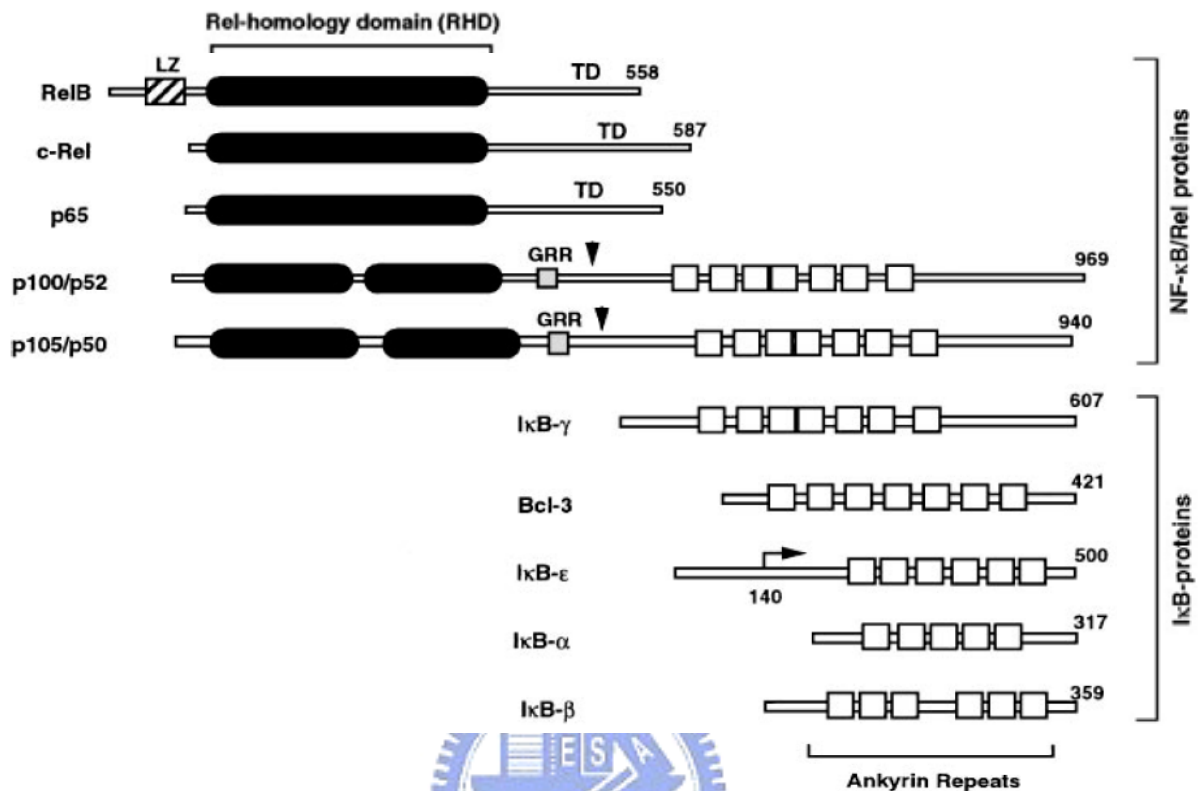 Rel-homology domain (RHD)
LZ
RelB
TD
558
c-Rel
TD
587
p65
TD
550
p100/p52
GRR
969
p105/p50
GRR
940
NF-κB/Rel proteins
IκB-γ
607
Bcl-3
421
IκB-ε
140
500
IκB-α
317
IκB-β
359
IκB-proteins
ESA
Ankyrin Repeats